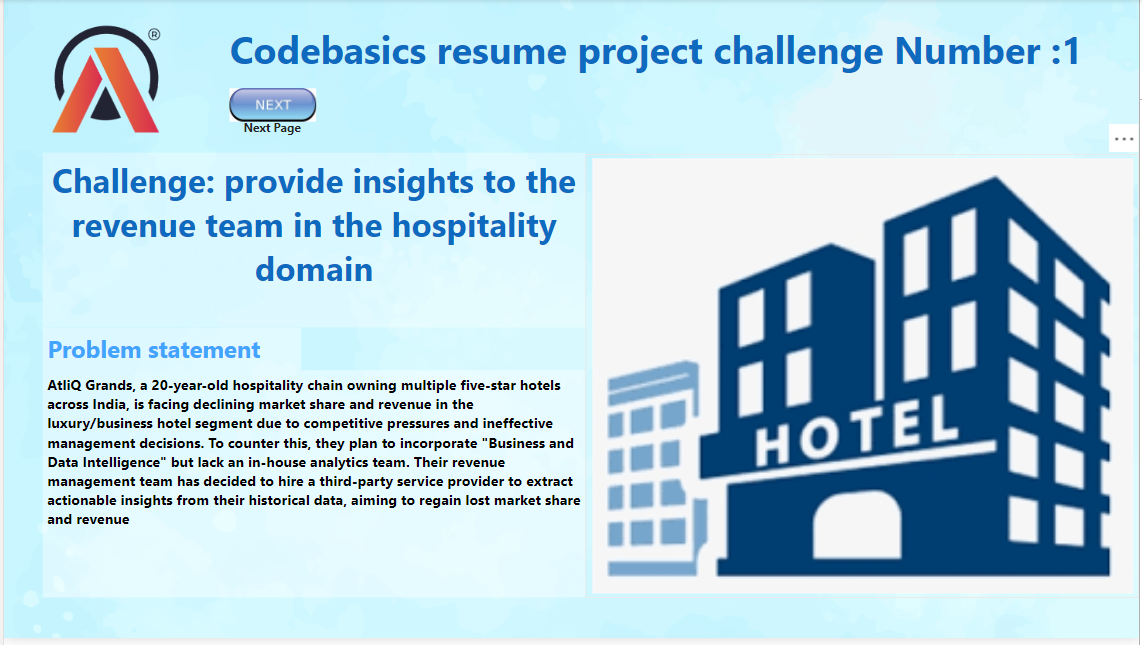 ®
Codebasics resume project challenge Number :1
NEXT
Next Page
Challenge: provide insights to the
revenue team in the hospitality
domain
Problem statement
AtliQ Grands, a 20-year-old hospitality chain owning multiple five-star hotels
across India, is facing declining market share and revenue in the
luxury/business hotel segment due to competitive pressures and ineffective
management decisions. To counter this, they plan to incorporate "Business and
Data Intelligence" but lack an in-house analytics team. Their revenue
management team has decided to hire a third-party service provider to extract
actionable insights from their historical data, aiming to regain lost market share
and revenue
HOTEL